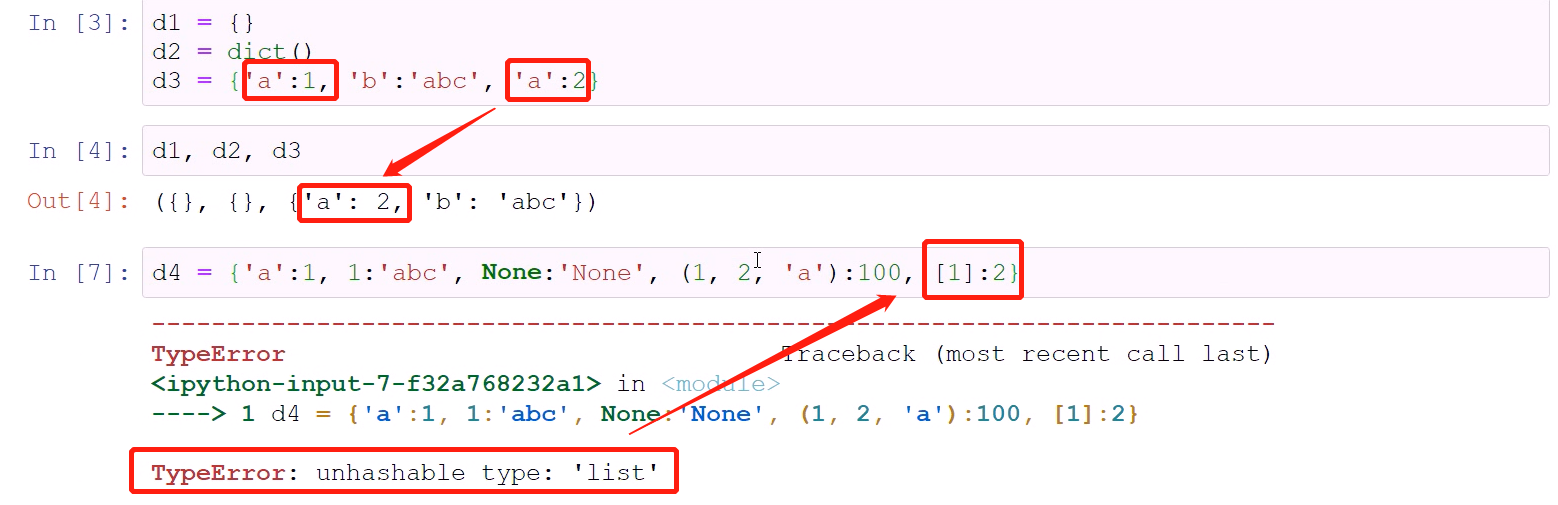 In [3]: d1 = {}
d2 = dict()
d3 = {'a':1, 'b':'abc', 'a':2}
In [4]: d1, d2, d3
Out[4]: ({}, {}, {'a': 2, 'b': 'abc'})
In [7]: d4 = {'a':1, 1:'abc', None:'None', (1, 2, 'a'):100, [1]:2}
---------------------------------------------------------------------------
TypeError                                 Traceback (most recent call last)
<ipython-input-7-f32a768232a1> in <module>
----> 1 d4 = {'a':1, 1:'abc', None:'None', (1, 2, 'a'):100, [1]:2}
TypeError: unhashable type: 'list'